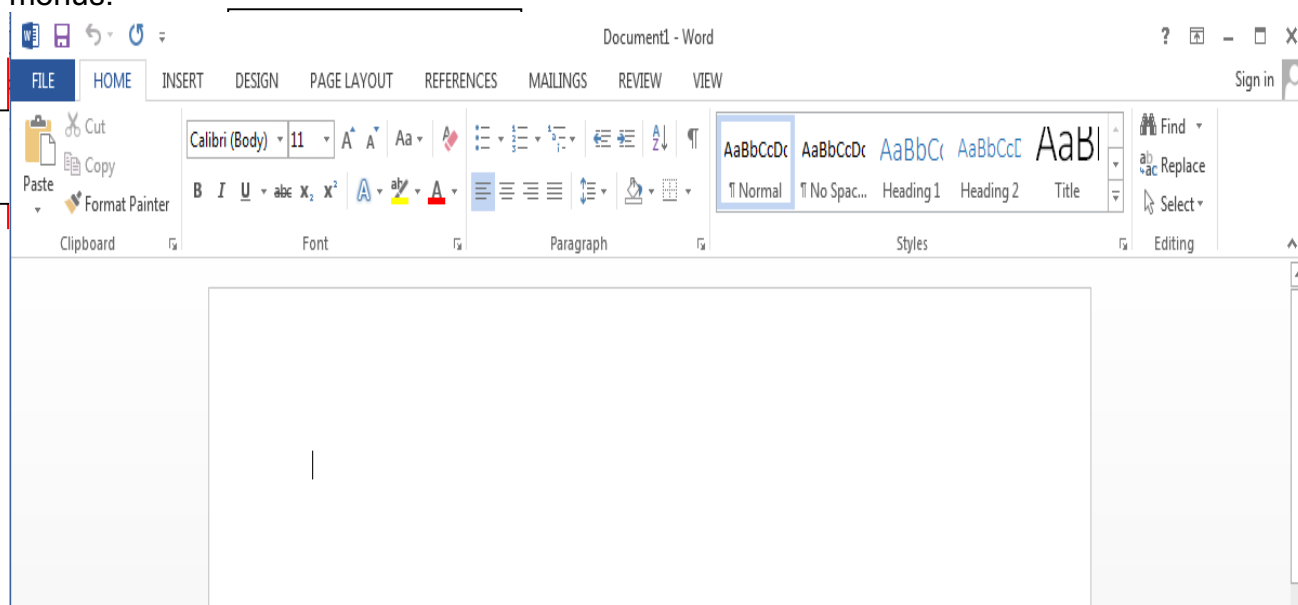 menus.
Document1 - Word
FILE HOME INSERT DESIGN PAGE LAYOUT REFERENCES MAILINGS REVIEW VIEW Sign in
Cut
Copy
Paste
Format Painter
Clipboard
Calibri (Body) 11 Aa
B I U abc X₂ X² A aby A
Font
Paragraph
AaBbCcDc AaBbCcDc AaBbC( AaBbCcD AaBl
¶ Normal ¶ No Spac... Heading 1 Heading 2 Title
Styles
Find
Replace
Select
Editing